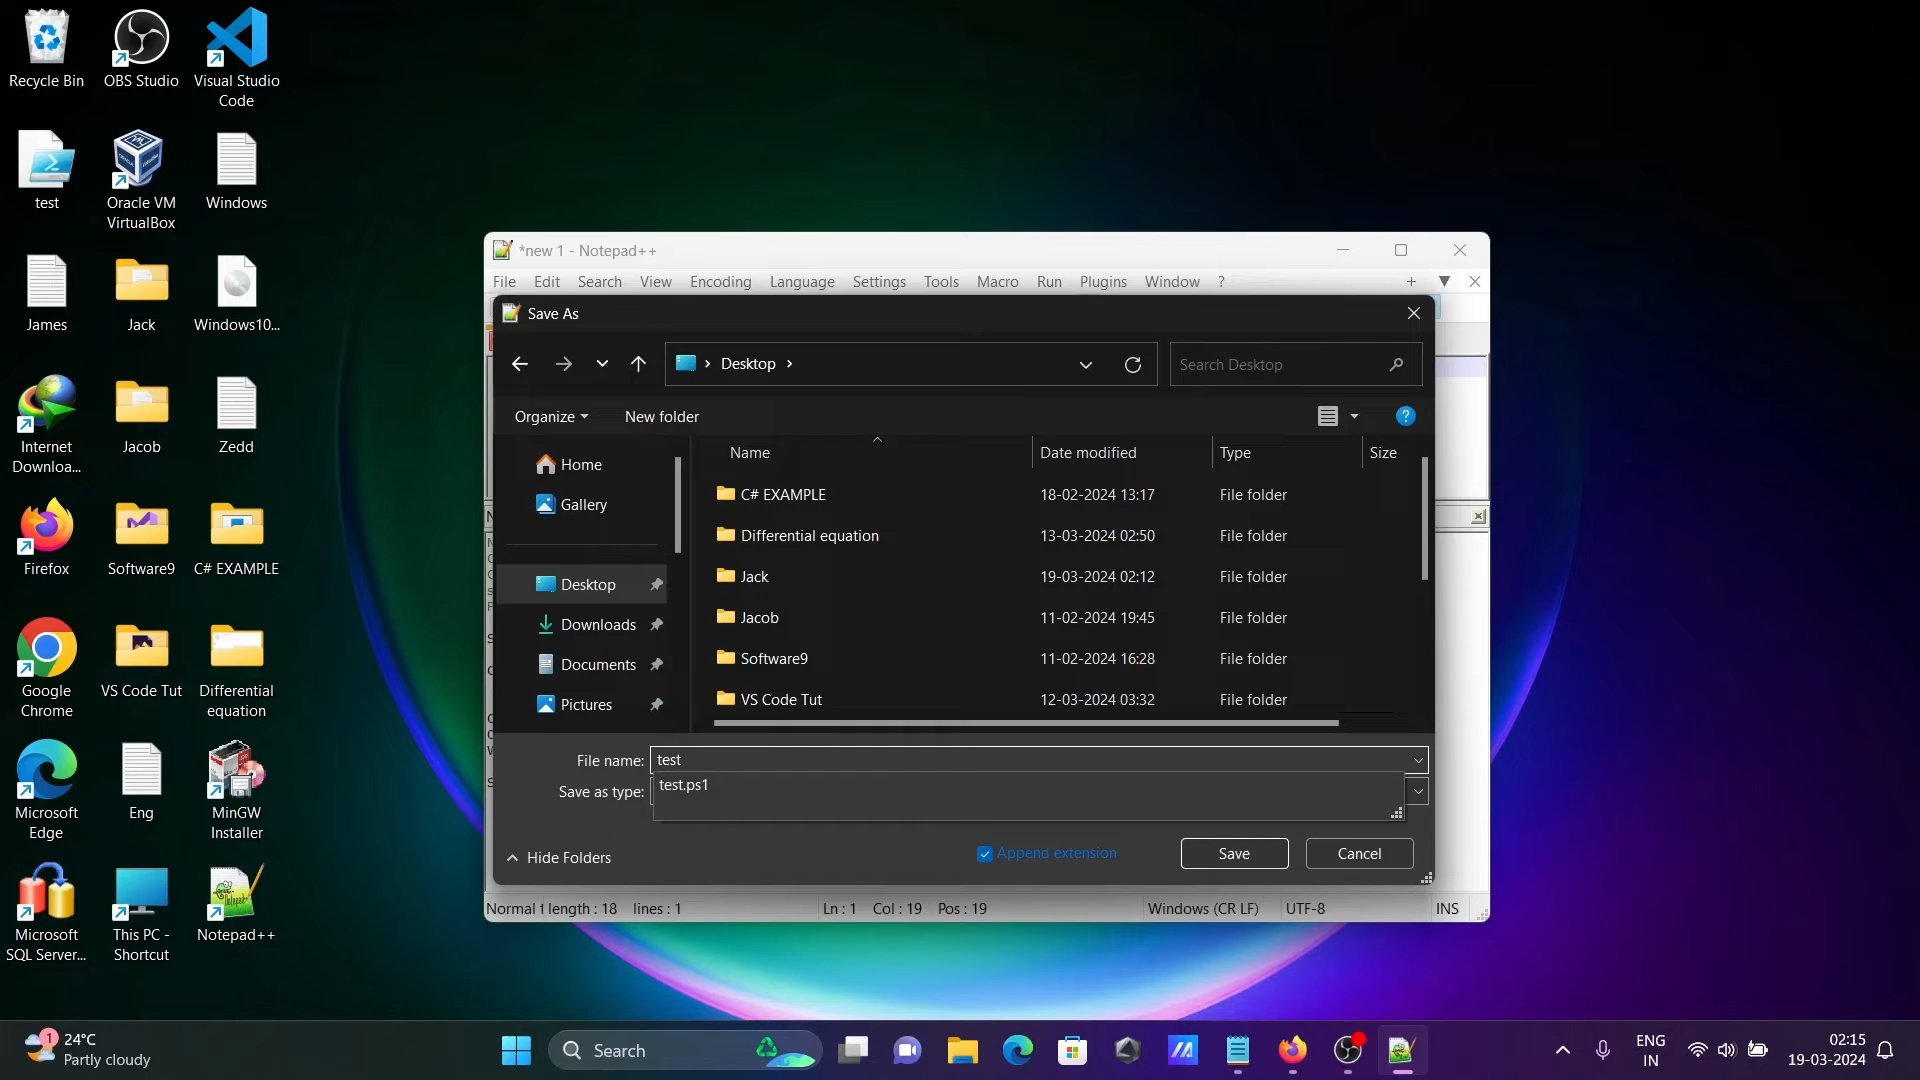 Recycle Bin
OBS Studio
Visual Studio
Code
test
Oracle VM
VirtualBox
Windows
James
Jack
Windows10...
Internet
Downloa...
Jacob
Zedd
Firefox
Software9
C# EXAMPLE
Google
Chrome
VS Code Tut
Differential
equation
Microsoft
Edge
Eng
MinGW
Installer
Microsoft
SQL Server...
This PC -
Shortcut
Notepad++
*new 1 - Notepad++
File Edit Search View Encoding Language Settings Tools Macro Run Plugins Window ?
Save As
Desktop
Search Desktop
Organize New folder
Home
Gallery
Desktop
Downloads
Documents
Pictures
Name Date modified Type Size
C# EXAMPLE 18-02-2024 13:17 File folder
Differential equation 13-03-2024 02:50 File folder
Jack 19-03-2024 02:12 File folder
Jacob 11-02-2024 19:45 File folder
Software9 11-02-2024 16:28 File folder
VS Code Tut 12-03-2024 03:32 File folder
File name: test
test.ps1
Save as type:
Hide Folders
Append extension
Save Cancel
Normal t length : 18 lines : 1 Ln : 1 Col : 19 Pos : 19 Windows (CR LF) UTF-8 INS
1
24°C
Partly cloudy
Search
ENG
IN
02:15
19-03-2024